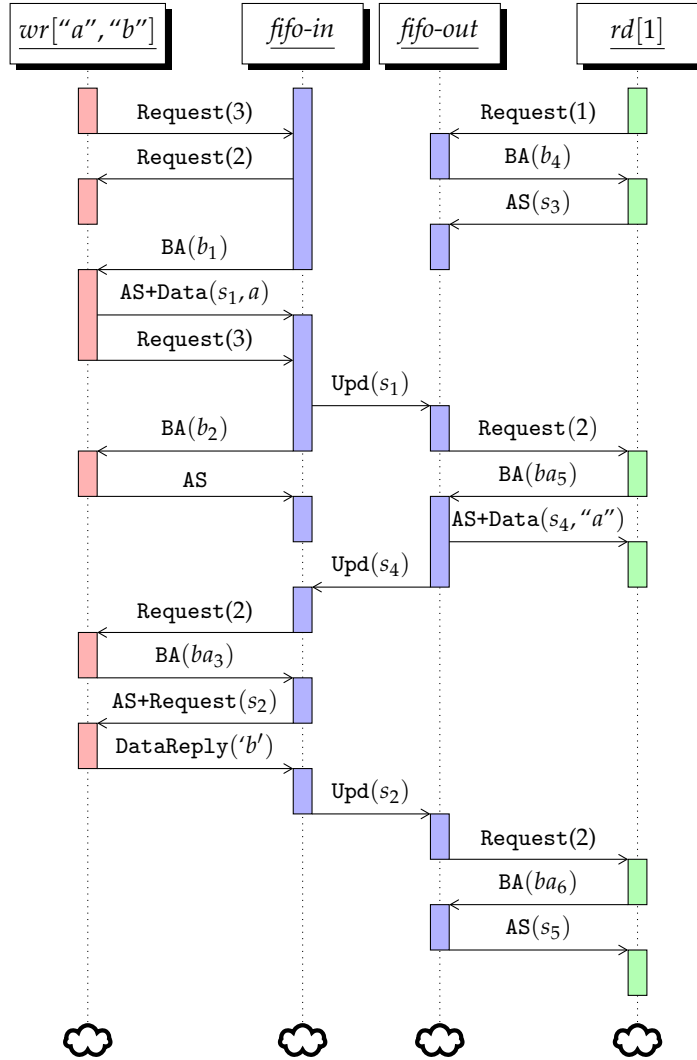 wr["a", "b"] fifo-in fifo-out rd[1]
Request(3) Request(1)
Request(2) BA(b₄)
AS(s₃)
BA(b₁)
AS+Data(s₁, a)
Request(3)
Upd(s₁)
BA(b₂) Request(2)
AS BA(ba₅)
AS+Data(s₄, "a")
Upd(s₄)
Request(2)
BA(ba₃)
AS+Request(s₂)
DataReply('b′)
Upd(s₂)
Request(2)
BA(ba₆)
AS(s₅)